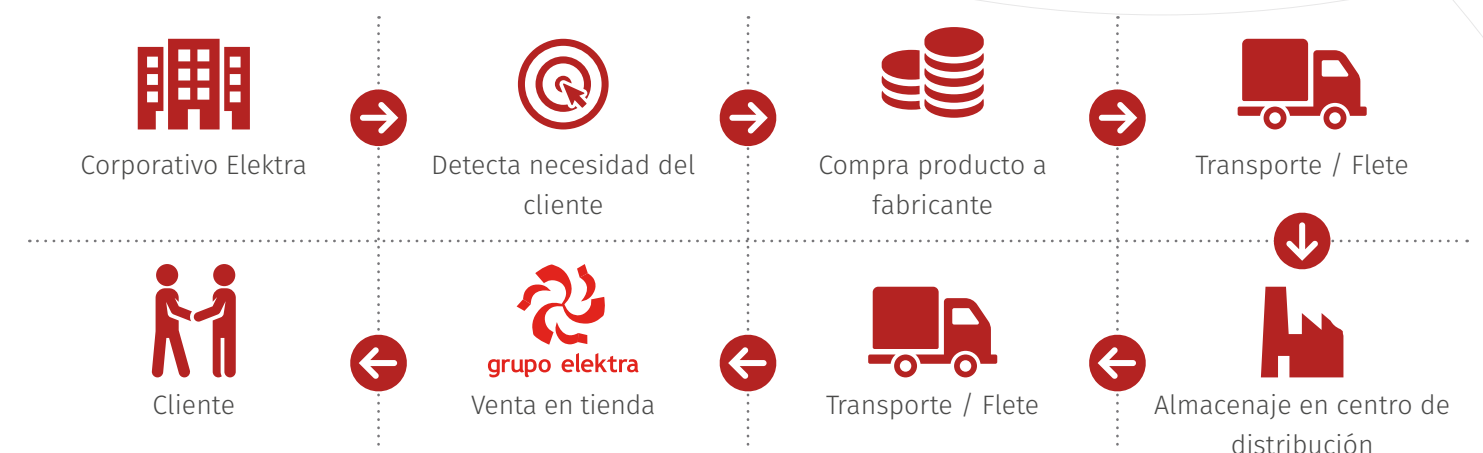 Corporativo Elektra
Detecta necesidad del
cliente
Compra producto a
fabricante
Transporte / Flete
Cliente
grupo elektra
Venta en tienda
Transporte / Flete
Almacenaje en centro de
distribución